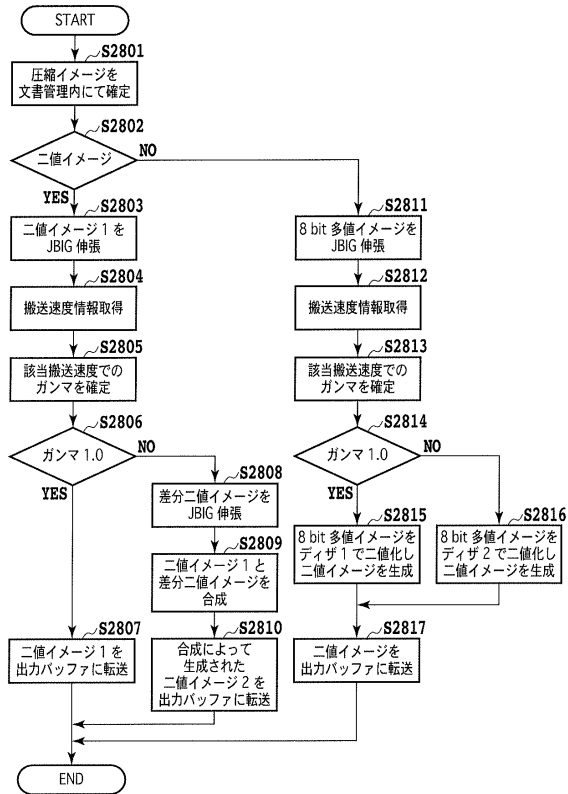 START
S2801
圧縮イメージを
文書管理内にて確定
S2802
二値イメージ
NO
YES
S2803
二値イメージ 1 を
JBIG 伸張
S2804
搬送速度情報取得
S2805
該当搬送速度での
ガンマを確定
S2806
ガンマ 1.0
NO
YES
S2808
差分二値イメージを
JBIG 伸張
S2809
二値イメージ 1 と
差分二値イメージを
合成
S2807
二値イメージ 1 を
出力バッファに転送
S2810
合成によって
生成された
二値イメージ 2 を
出力バッファに転送
S2811
8 bit 多値イメージを
JBIG 伸張
S2812
搬送速度情報取得
S2813
該当搬送速度での
ガンマを確定
S2814
ガンマ 1.0
NO
YES
S2815
8 bit 多値イメージを
ディザ 1 で二値化し
二値イメージを生成
S2816
8 bit 多値イメージを
ディザ 2 で二値化し
二値イメージを生成
S2817
二値イメージを
出力バッファに転送
END